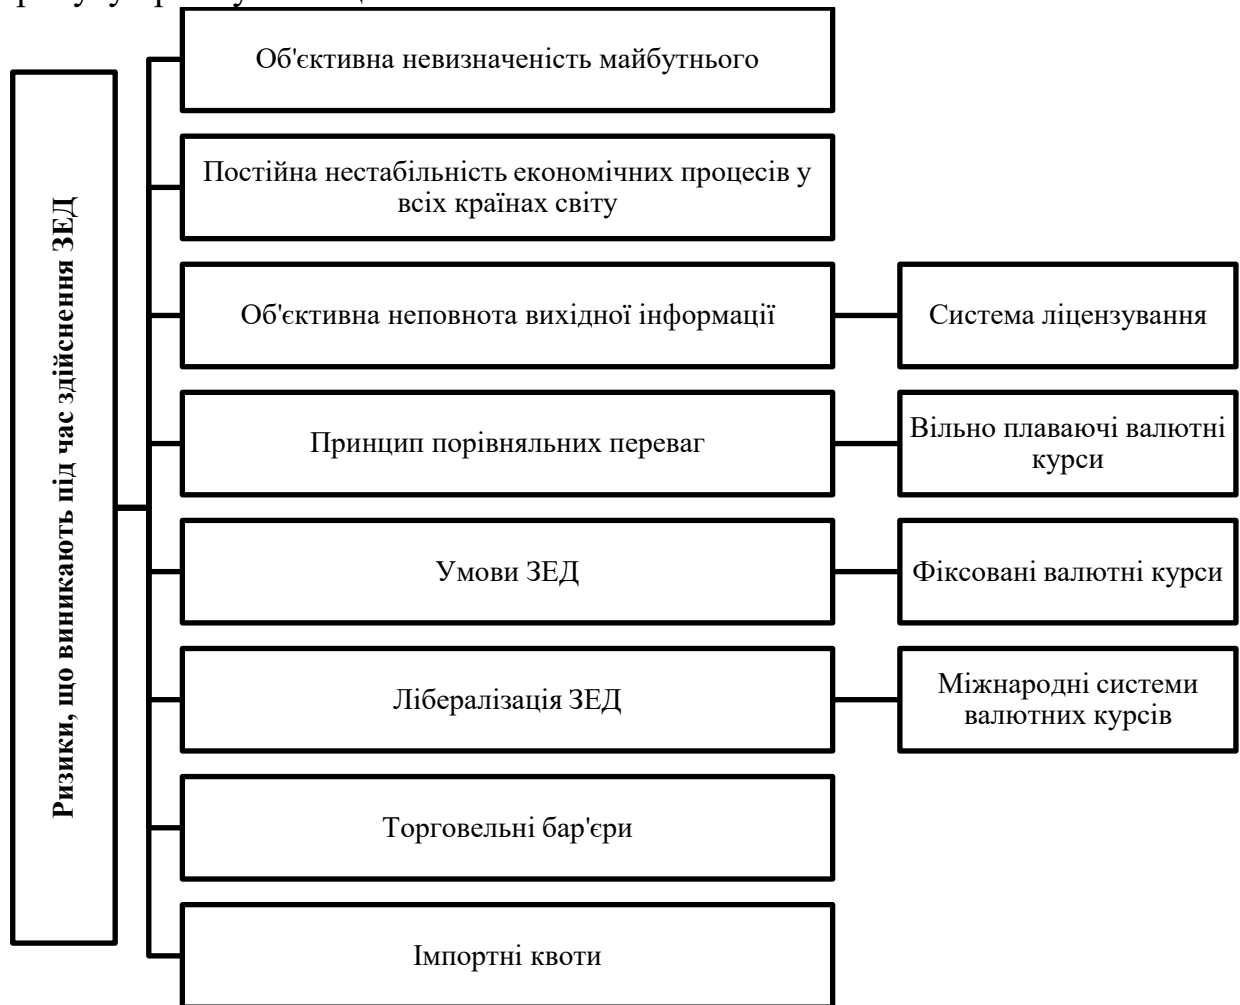 Ризики, що виникають під час здійснення ЗЕД
Об'єктивна невизначеність майбутнього
Постійна нестабільність економічних процесів у
всіх країнах світу
Об'єктивна неповнота вихідної інформації
Система ліцензування
Принцип порівняльних переваг
Вільно плаваючі валютні
курси
Умови ЗЕД
Фіксовані валютні курси
Лібералізація ЗЕД
Міжнародні системи
валютних курсів
Торговельні бар'єри
Імпортні квоти